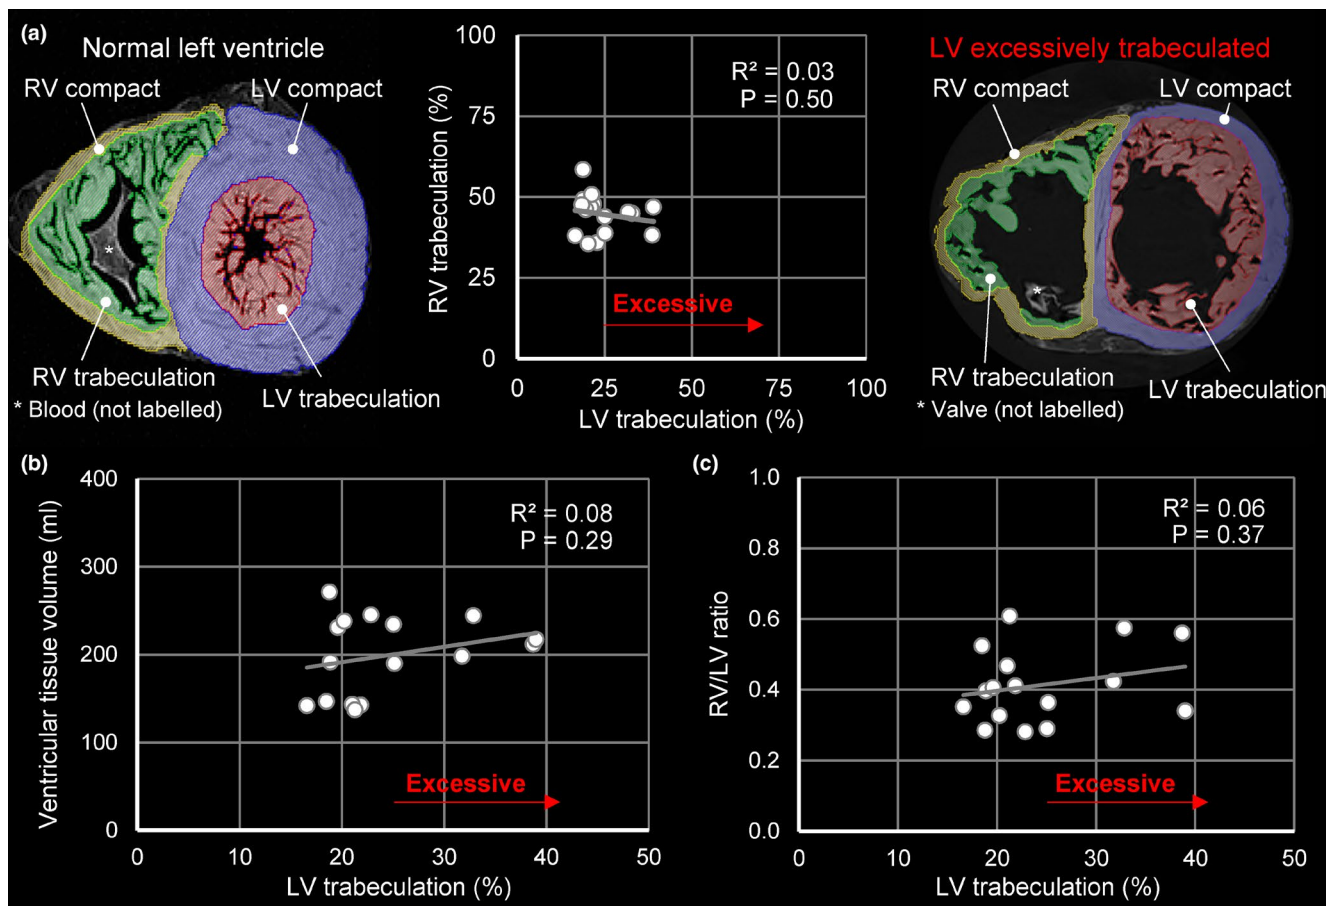 (a)
Normal left ventricle
RV compact
LV compact
RV trabeculation
* Blood (not labelled)
LV trabeculation
*
RV trabeculation (%)
100
75
50
25
0
R² = 0.03
P = 0.50
Excessive
0 25 50 75 100
LV trabeculation (%)
LV excessively trabeculated
RV compact
LV compact
*
RV trabeculation
* Valve (not labelled)
LV trabeculation
(b)
Ventricular tissue volume (ml)
400
300
200
100
0
R² = 0.08
P = 0.29
Excessive
0 10 20 30 40 50
LV trabeculation (%)
(c)
RV/LV ratio
1.0
0.8
0.6
0.4
0.2
0.0
R² = 0.06
P = 0.37
Excessive
0 10 20 30 40 50
LV trabeculation (%)